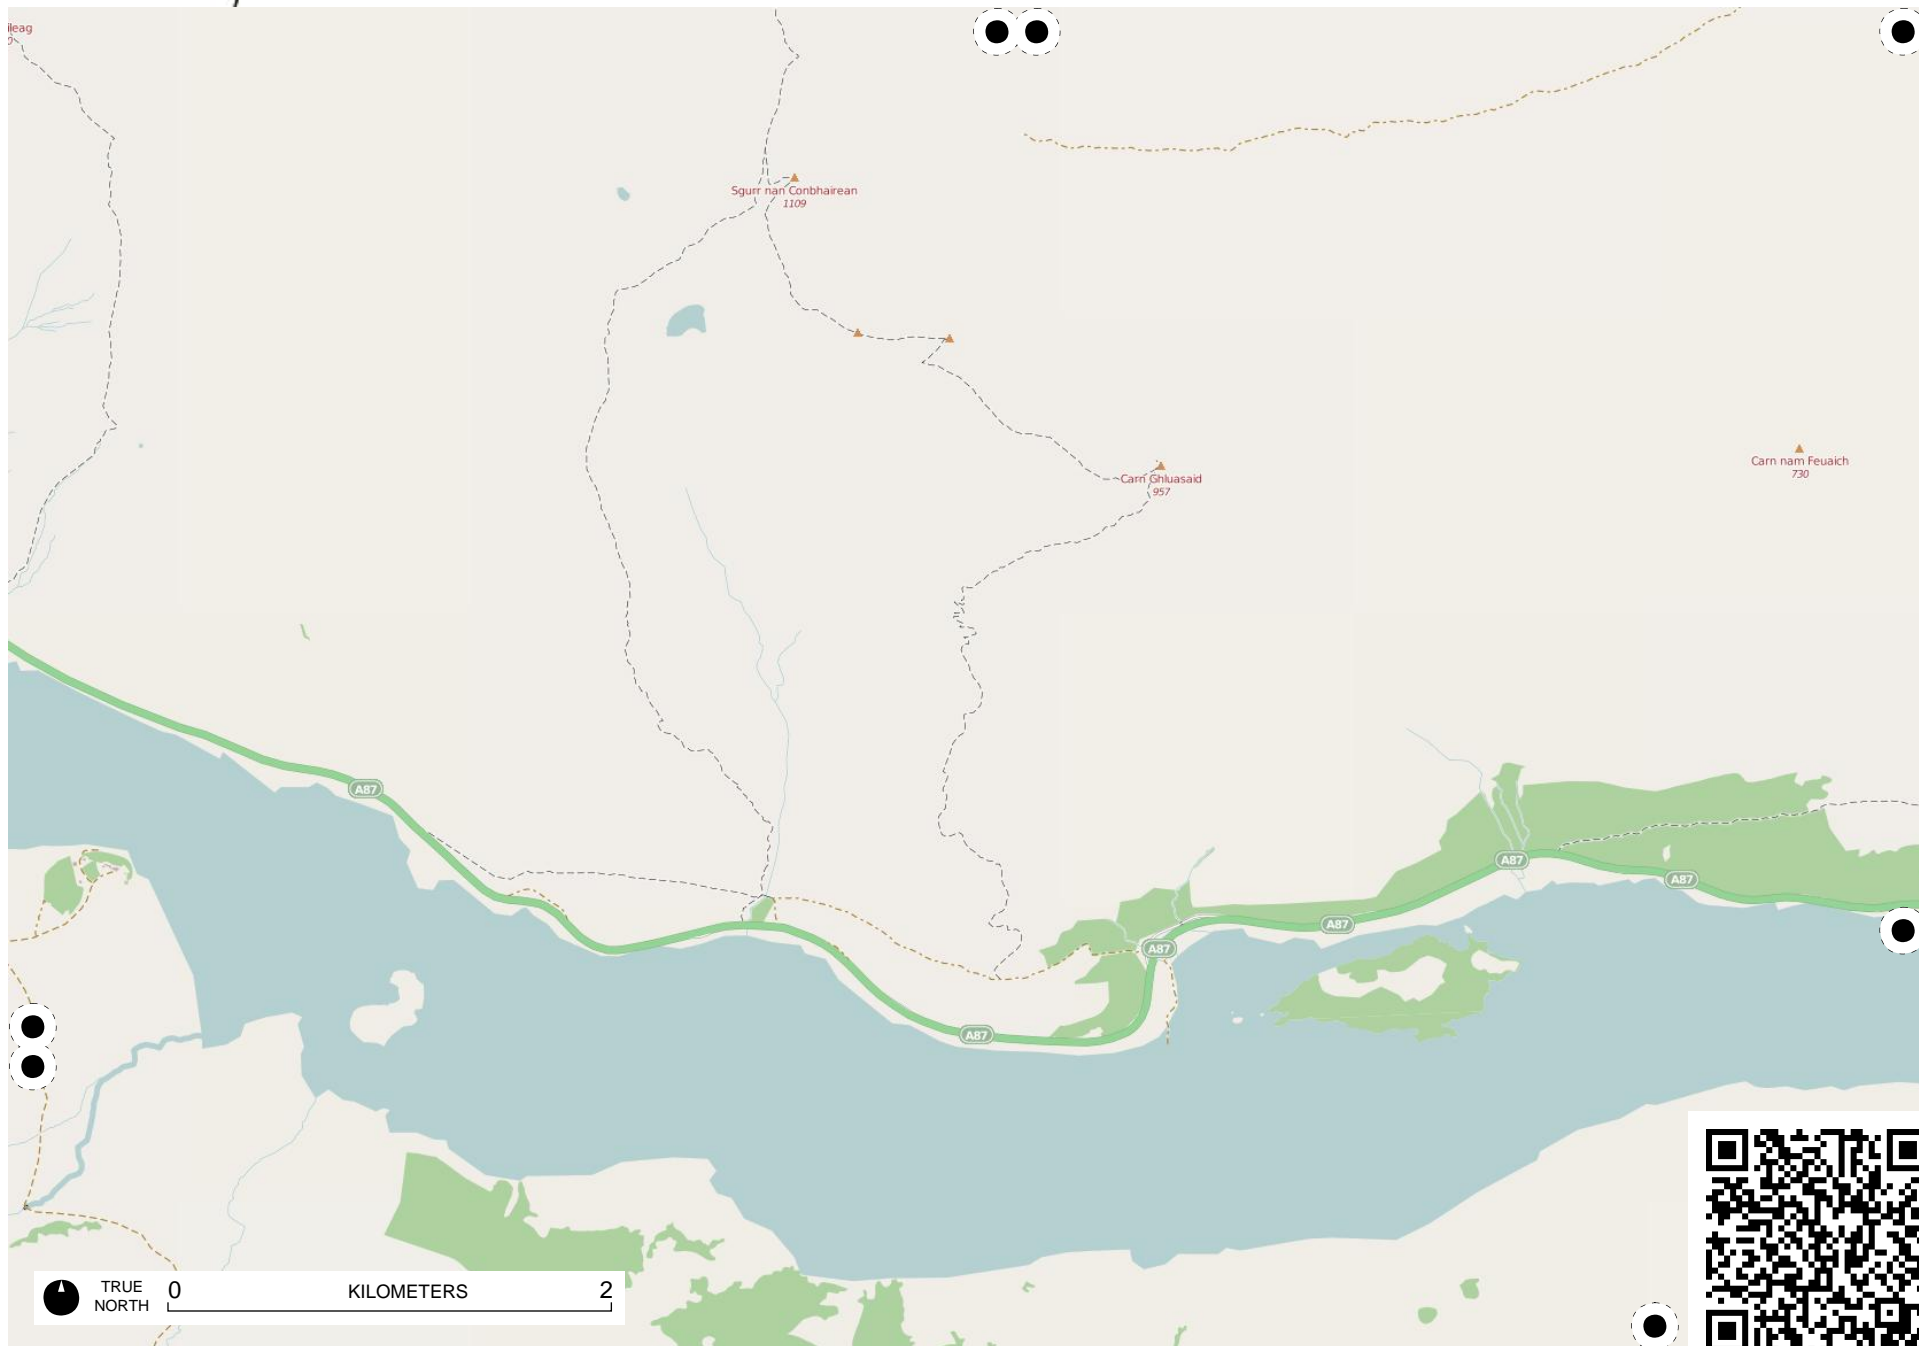 ileag
Sgurr nan Conbhairean
1109
Carn Ghluasaid
957
Carn nam Feuaich
730
A87
A87
A87
A87
A87
A87
TRUE
NORTH
0
KILOMETERS
2